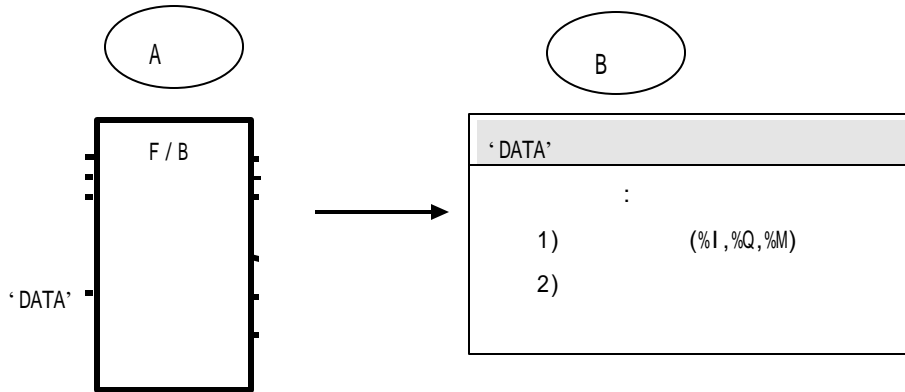 A
B
F/B
‘DATA’
‘DATA’
:
1) (%I,%Q,%M)
2)